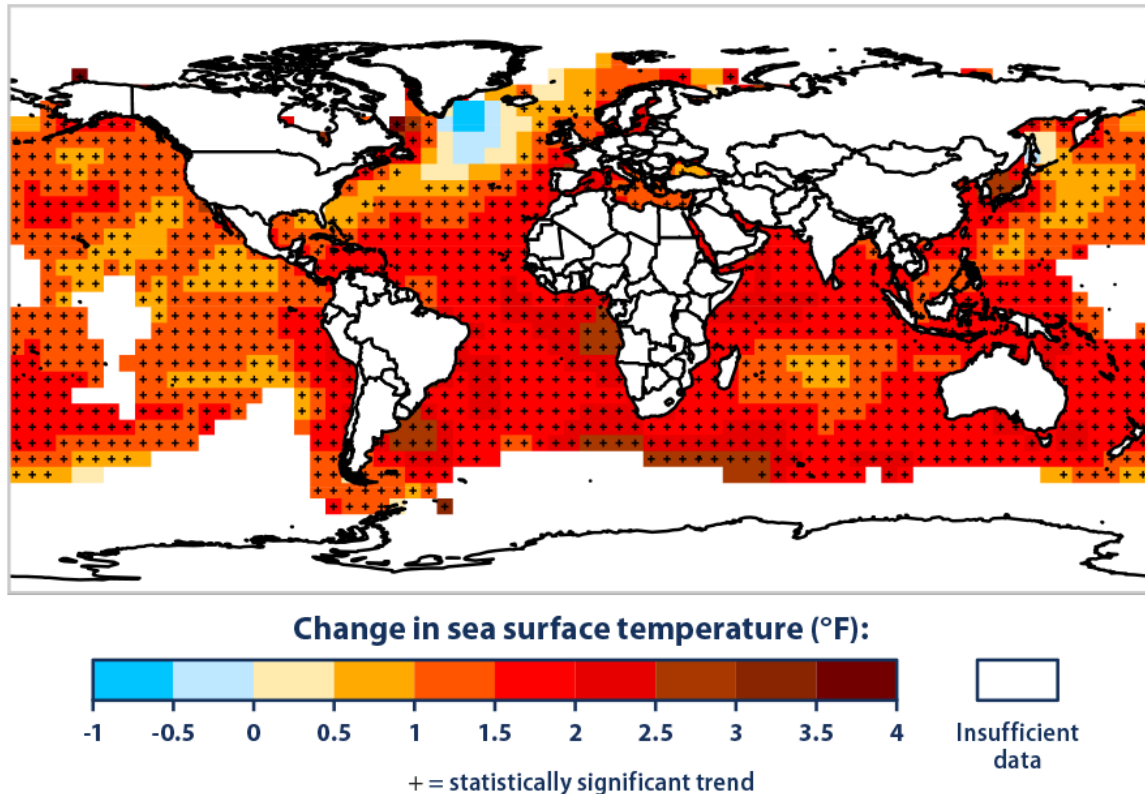 Change in sea surface temperature (°F):
-1 -0.5 0 0.5 1 1.5 2 2.5 3 3.5 4
Insufficient
data
+ = statistically significant trend